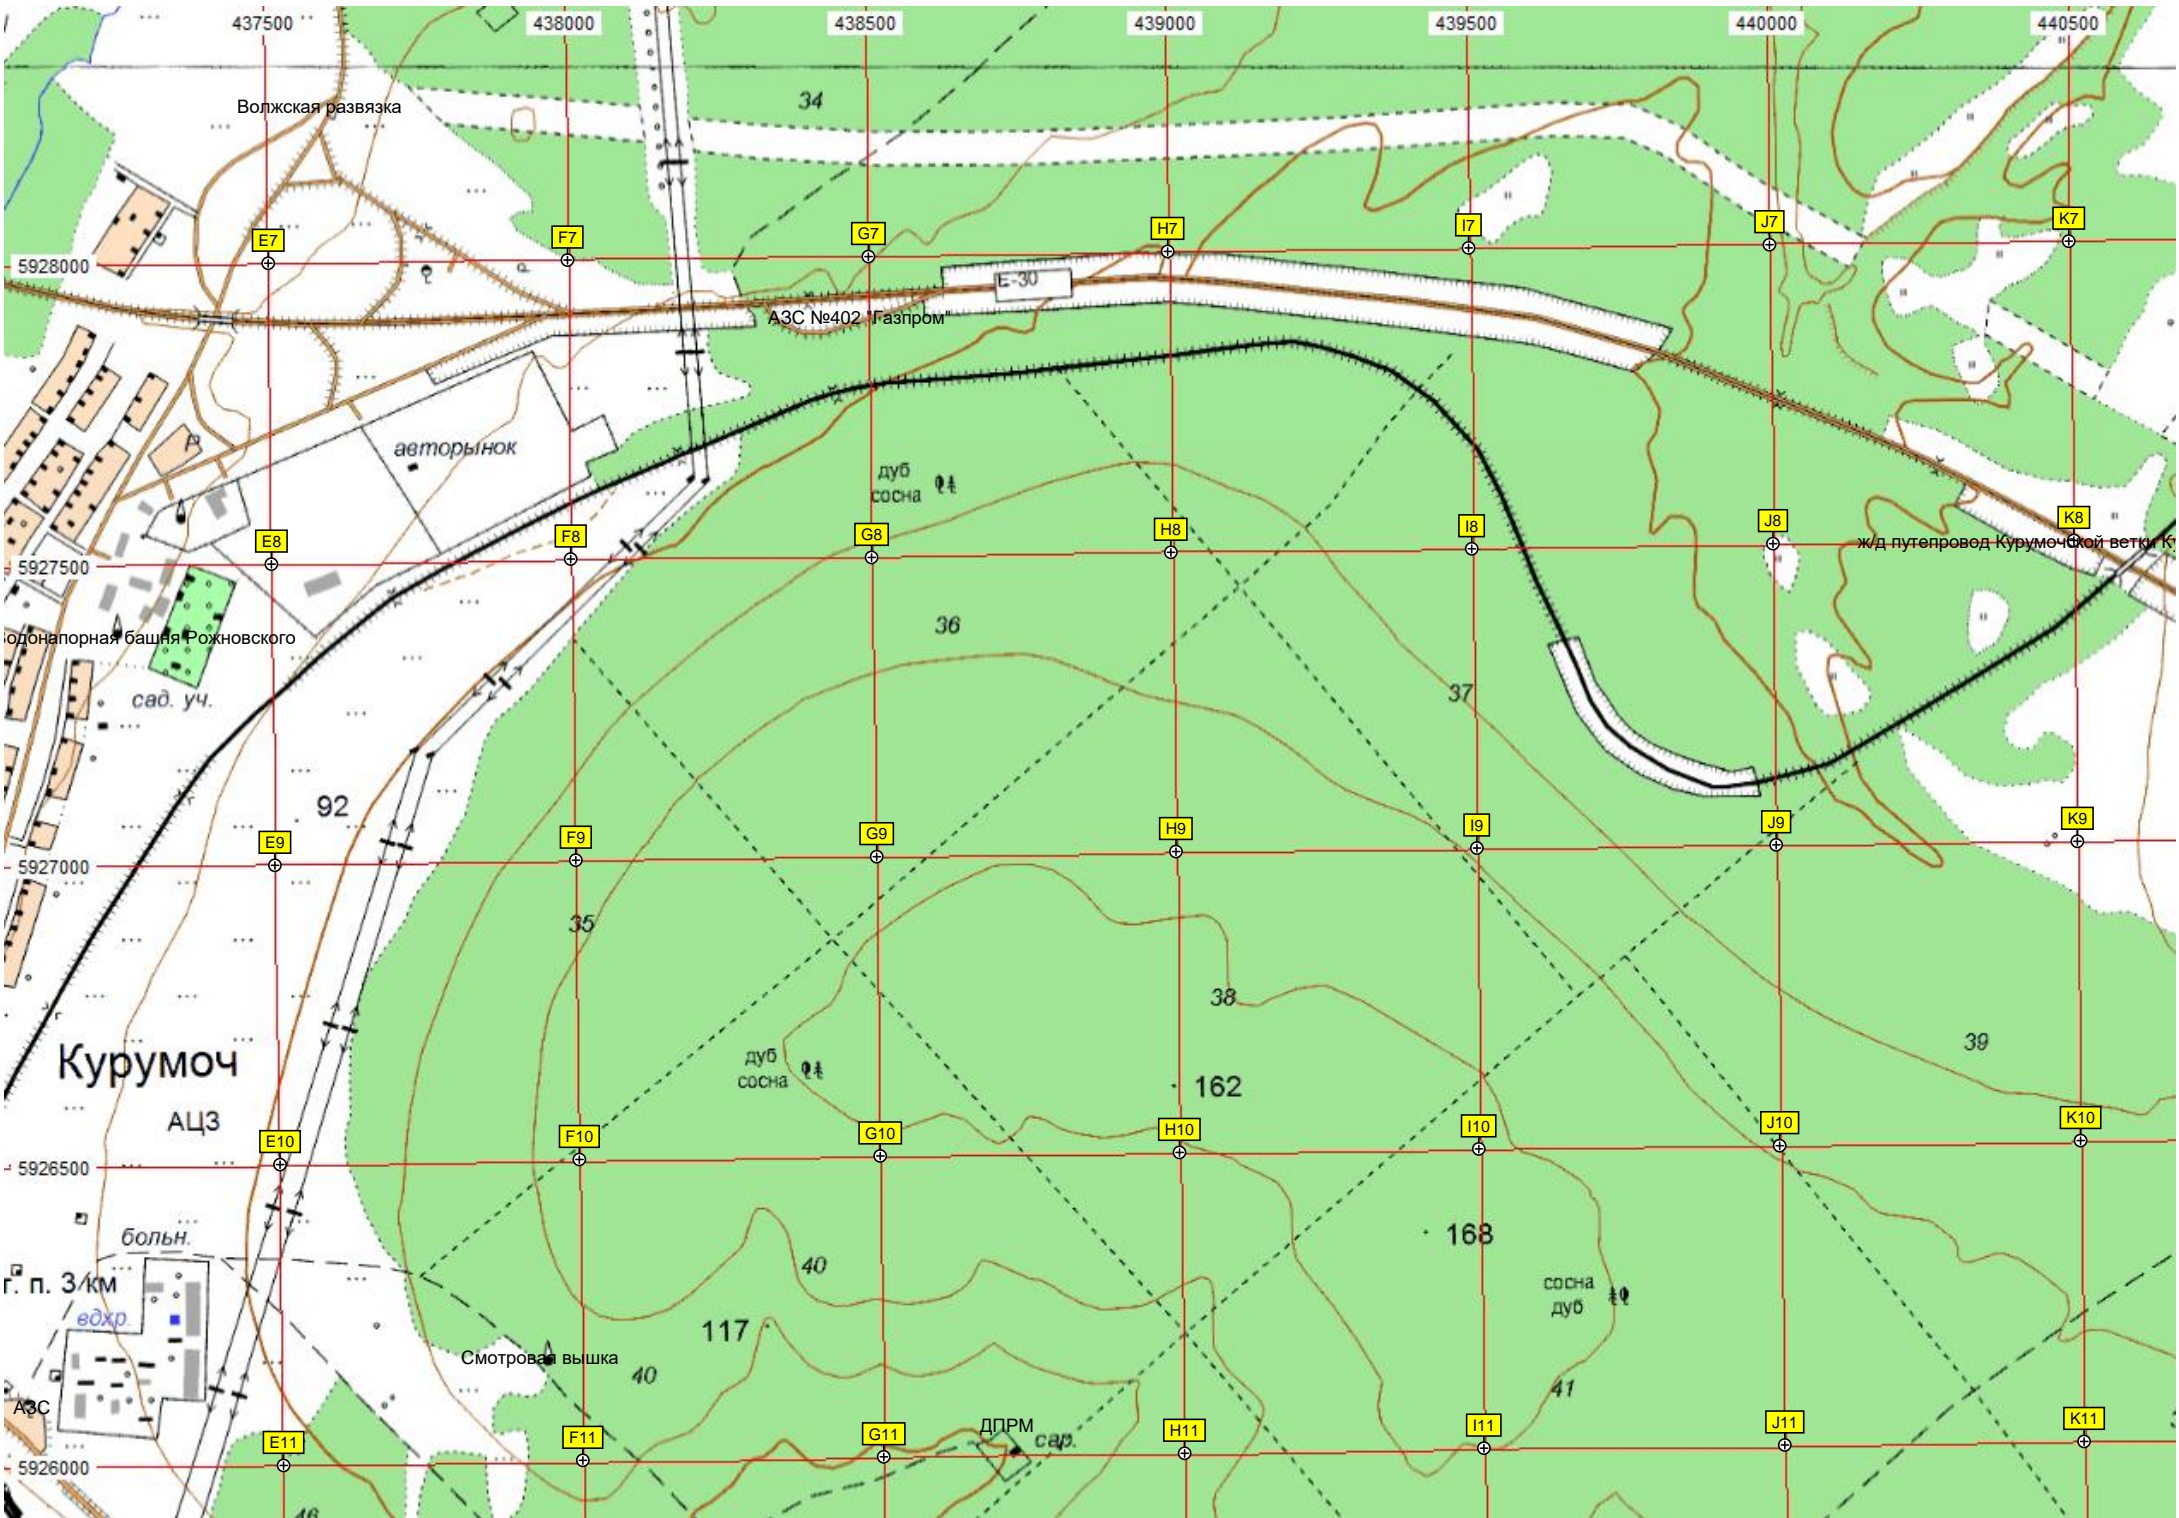 437500 438000 438500 439000 439500 440000 440500
Волжская развязка
34
E7 F7 G7 H7 I7 J7 K7
5928000
E-30
АЗС №402 "Газпром"
авторынок
Р
дуб
сосна
E8 F8 G8 H8 I8 J8 K8
ж/д путепровод Курумочской ветки К
5927500
36
одонапорная башня Рожновского
сад. уч.
37
92
E9 F9 G9 H9 I9 J9 K9
5927000
35
38
39
Курумоч
АЦЗ
дуб
сосна
162
E10 F10 G10 H10 I10 J10 K10
5926500
больн.
168
40
г. п. 3 км
вдхр.
сосна
дуб
117
Смотровая вышка
40
41
АЗС
ДПРМ
сар.
E11 F11 G11 H11 I11 J11 K11
5926000
46